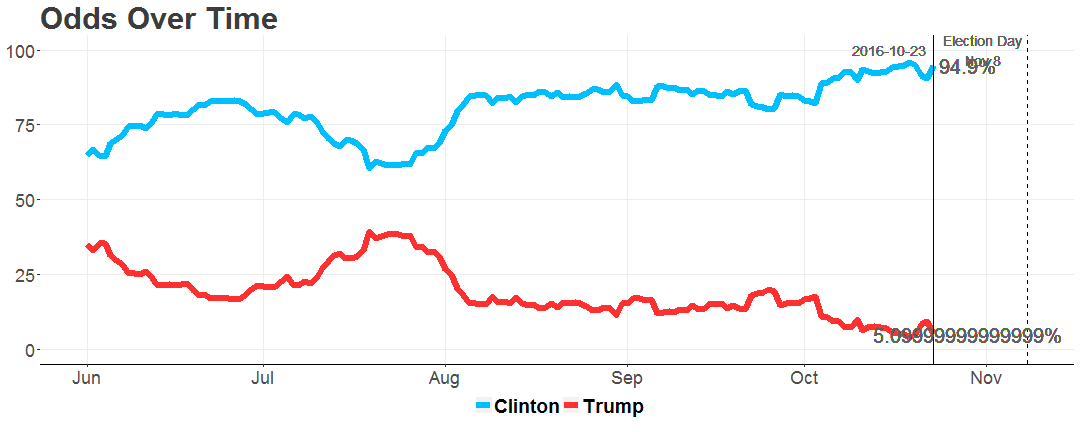 Odds Over Time
100
75
50
25
0
2016-10-23
Election Day
Nov 8
94.9%
5.09999999999999%
Jun
Jul
Aug
Sep
Oct
Nov
Clinton
Trump